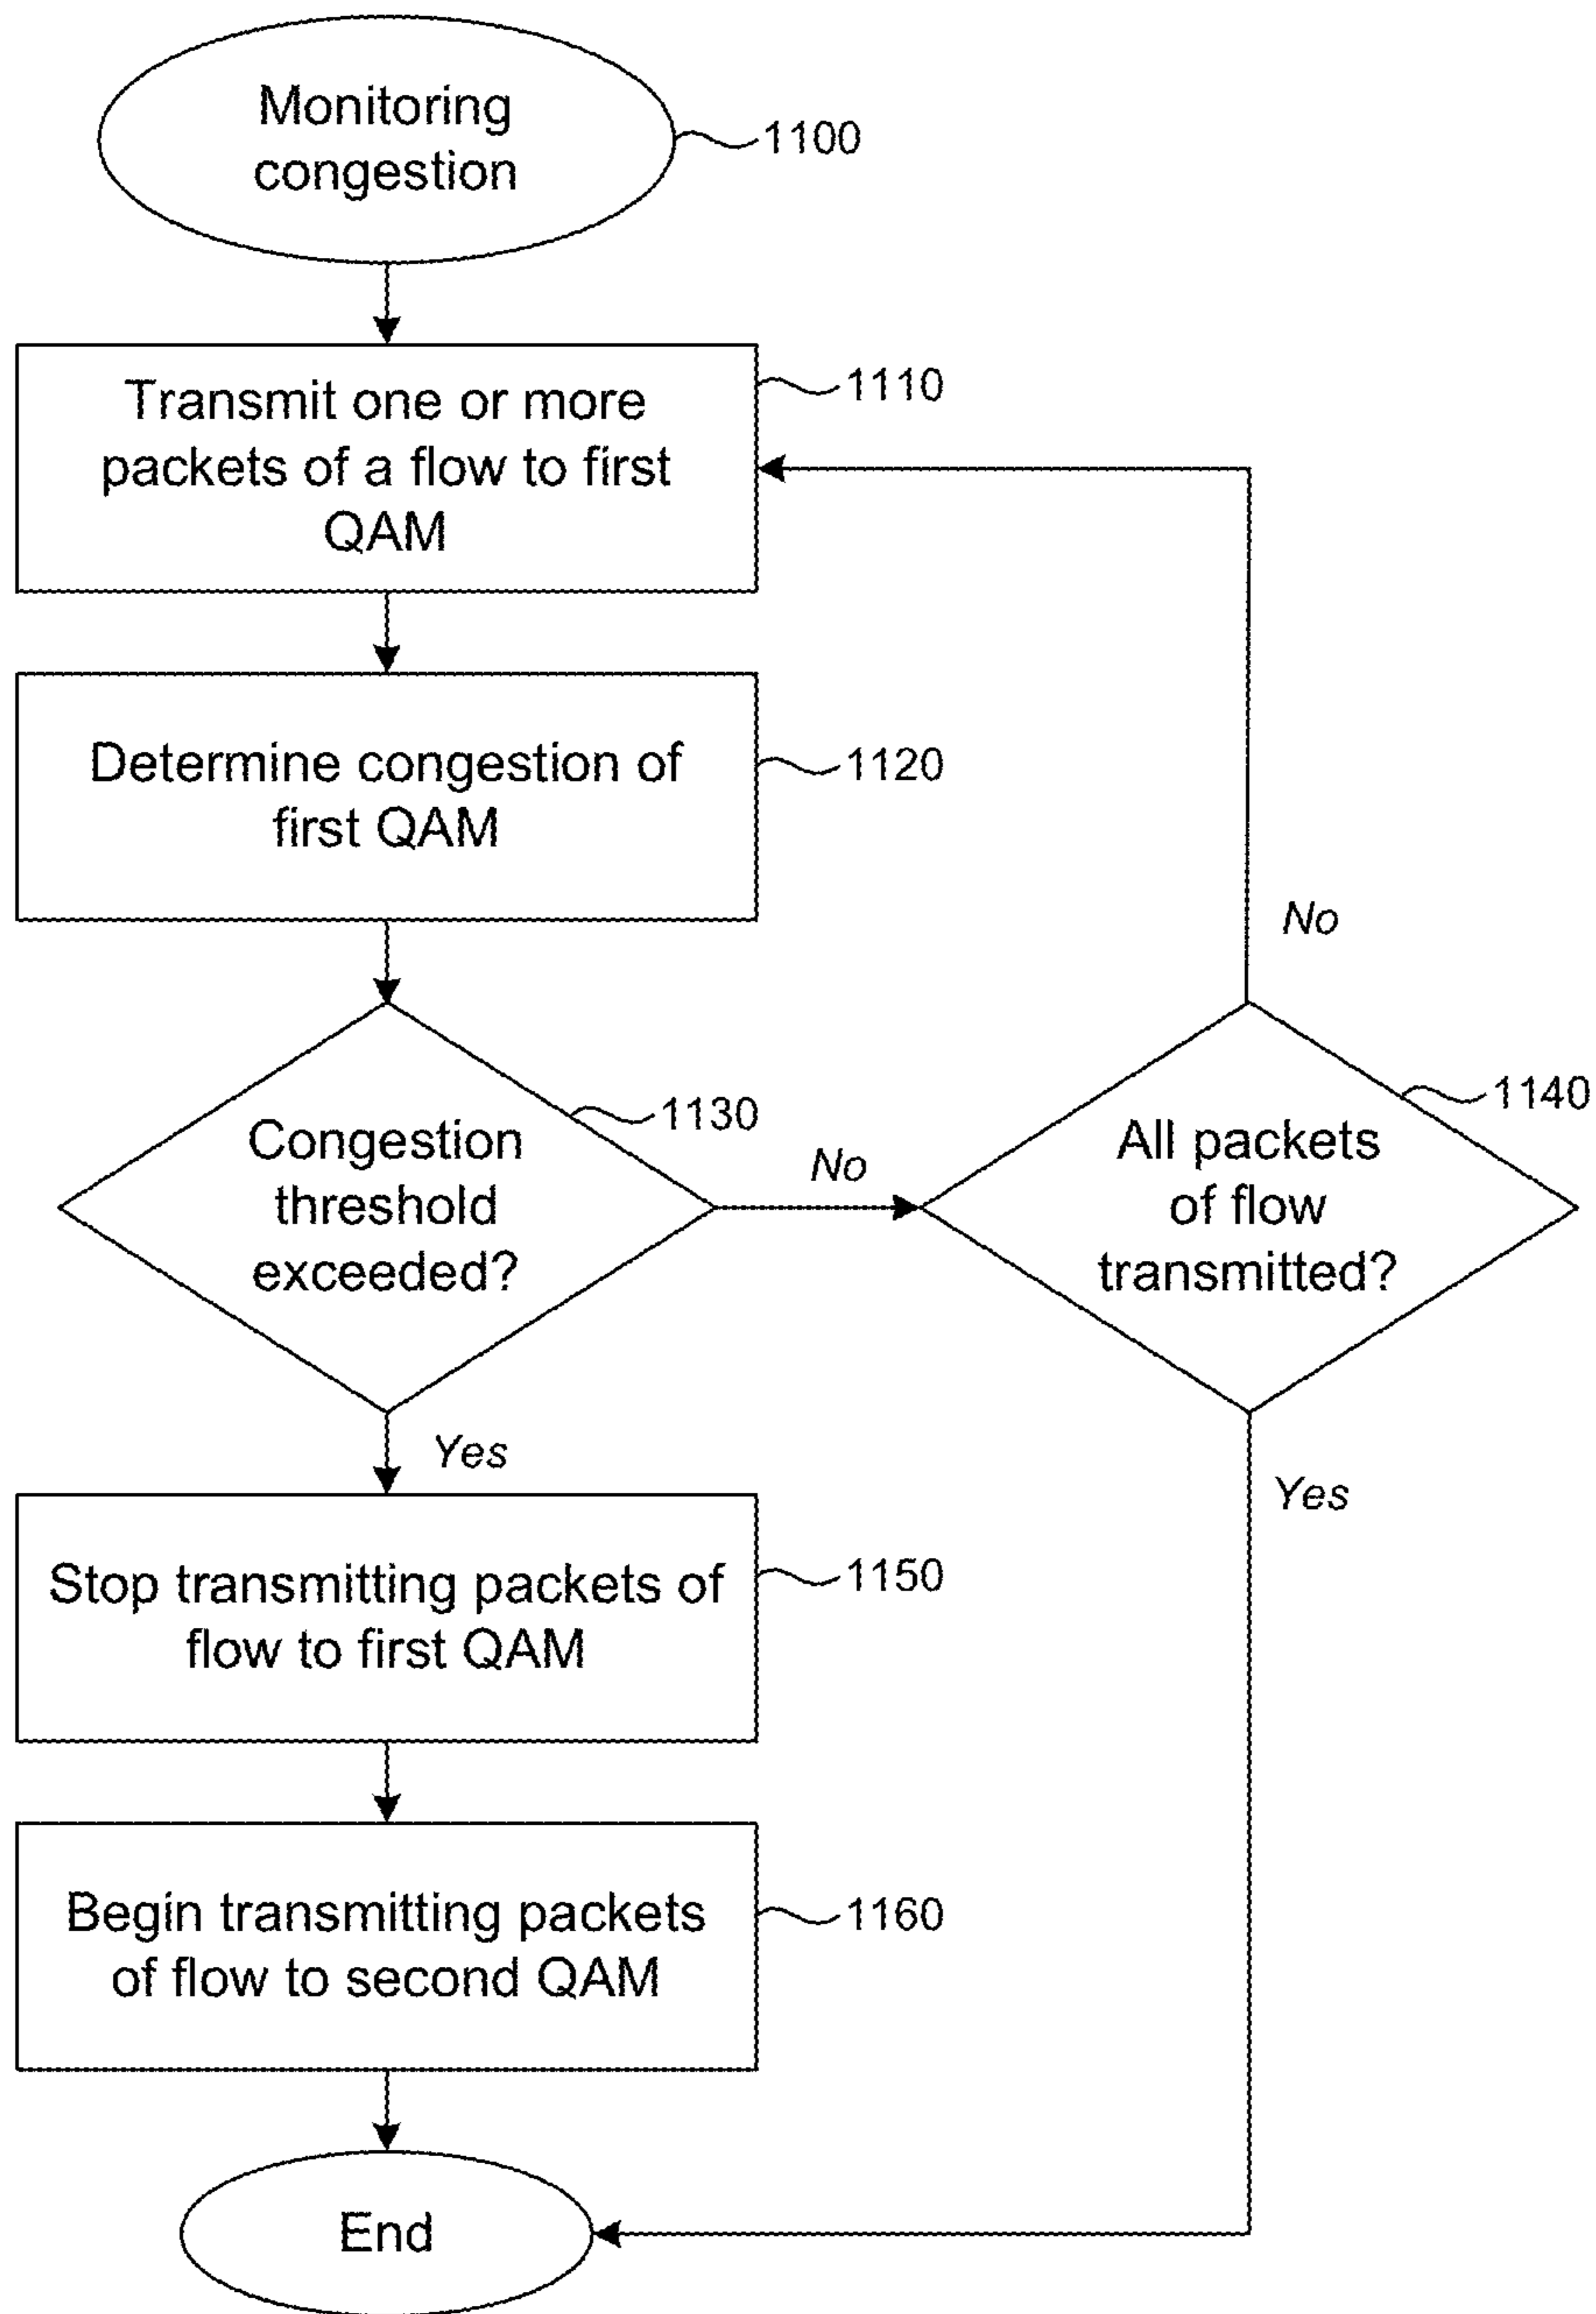 Monitoring
congestion
1100
Transmit one or more
packets of a flow to first
QAM
1110
Determine congestion of
first QAM
1120
No
Congestion
threshold
exceeded?
1130
No
All packets
of flow
transmitted?
1140
Yes
Yes
Stop transmitting packets of
flow to first QAM
1150
Begin transmitting packets
of flow to second QAM
1160
End